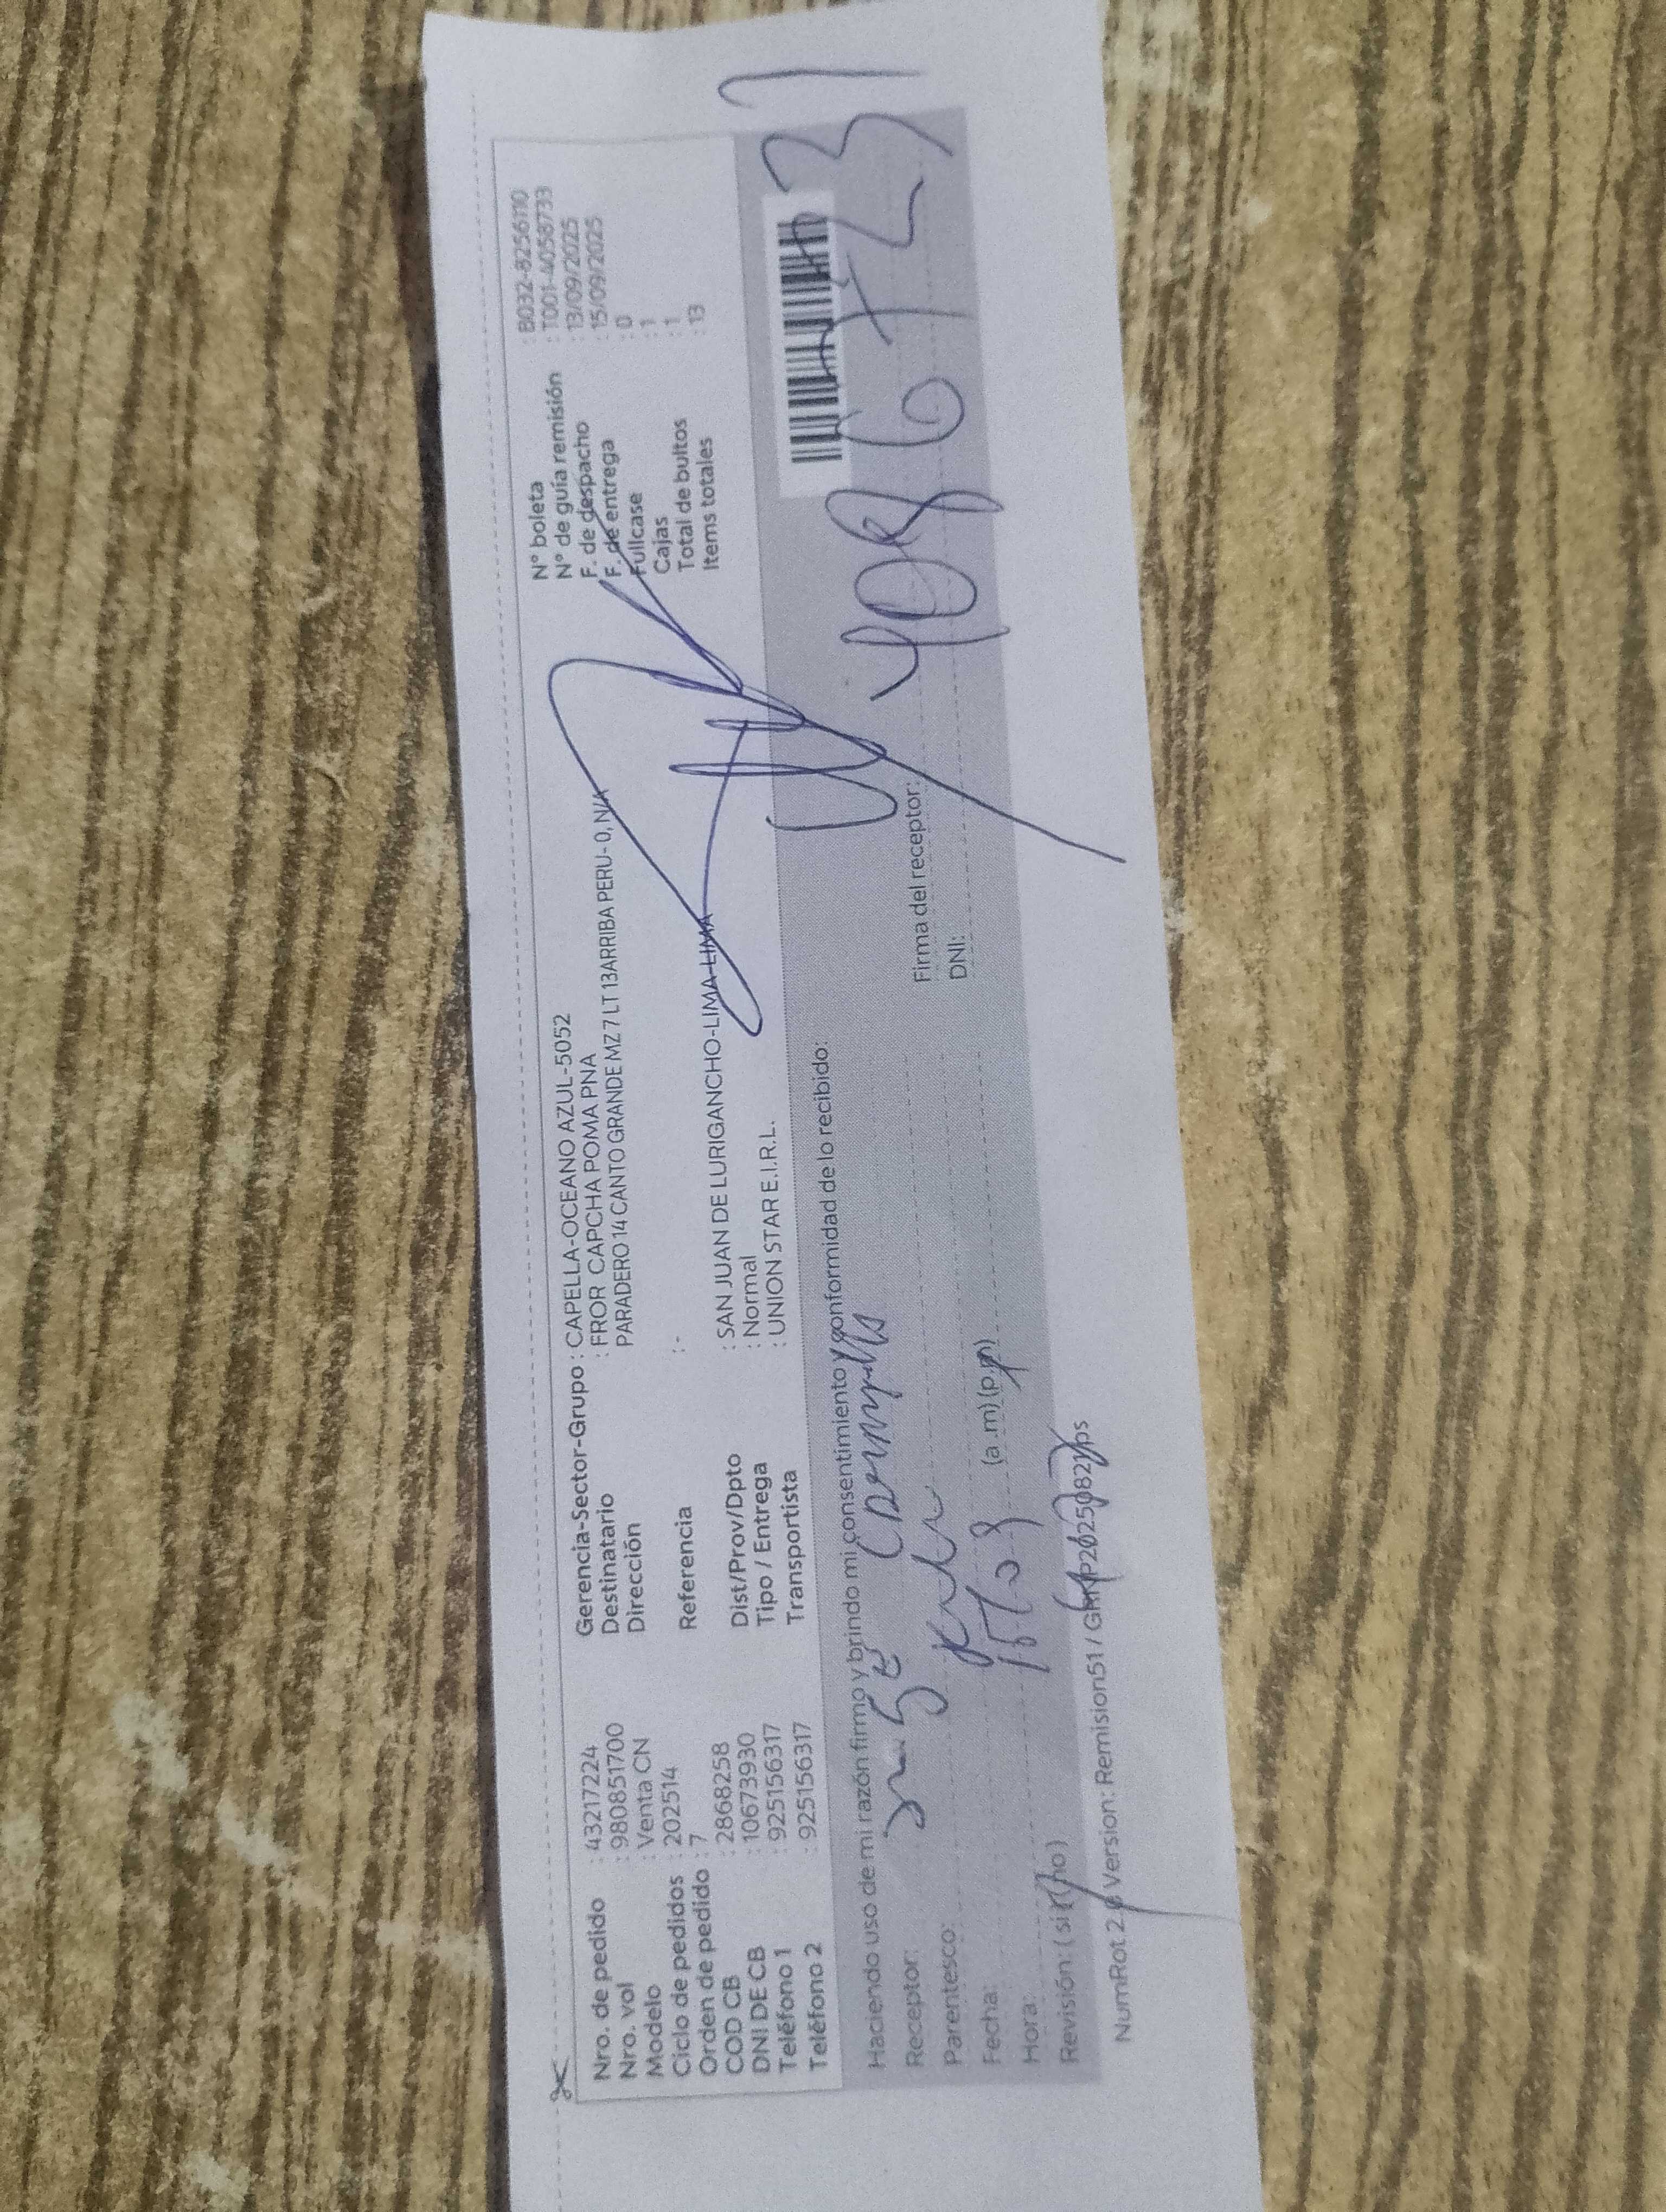 Nro. de pedido : 43217224
Nro. vol : 980851700
Modelo : Venta CN
Ciclo de pedidos : 202514
Orden de pedido : 7
COD CB : 2868258
DNI DE CB : 10673930
Teléfono 1 : 925156317
Teléfono 2 : 925156317
Gerencia-Sector-Grupo : CAPELLA-OCEANO AZUL-5052
Destinatario : FROR CAPCHA POMA PNA
Dirección PARADERO 14 CANTO GRANDE MZ 7 LT 13ARRIBA PERU- 0, N/A
Referencia : -
Dist/Prov/Dpto : SAN JUAN DE LURIGANCHO-LIMA-LIMA
Tipo / Entrega : Normal
Transportista : UNION STAR E.I.R.L.
N° boleta : B032-8256110
N° de guía remisión : T001-4058733
F. de despacho : 13/09/2025
F. de entrega : 15/09/2025
Fullcase : 0
Cajas : 1
Total de bultos : 1
Items totales : 13
Haciendo uso de mi razón firmo y brindo mi consentimiento y conformidad de lo recibido:
Receptor:
Parentesco:
Fecha:
Hora: (a .m) (p.m)
Revisión: ( si ) ( no )
Firma del receptor:
DNI:
NumRot 2.0 Version: Remision51 /